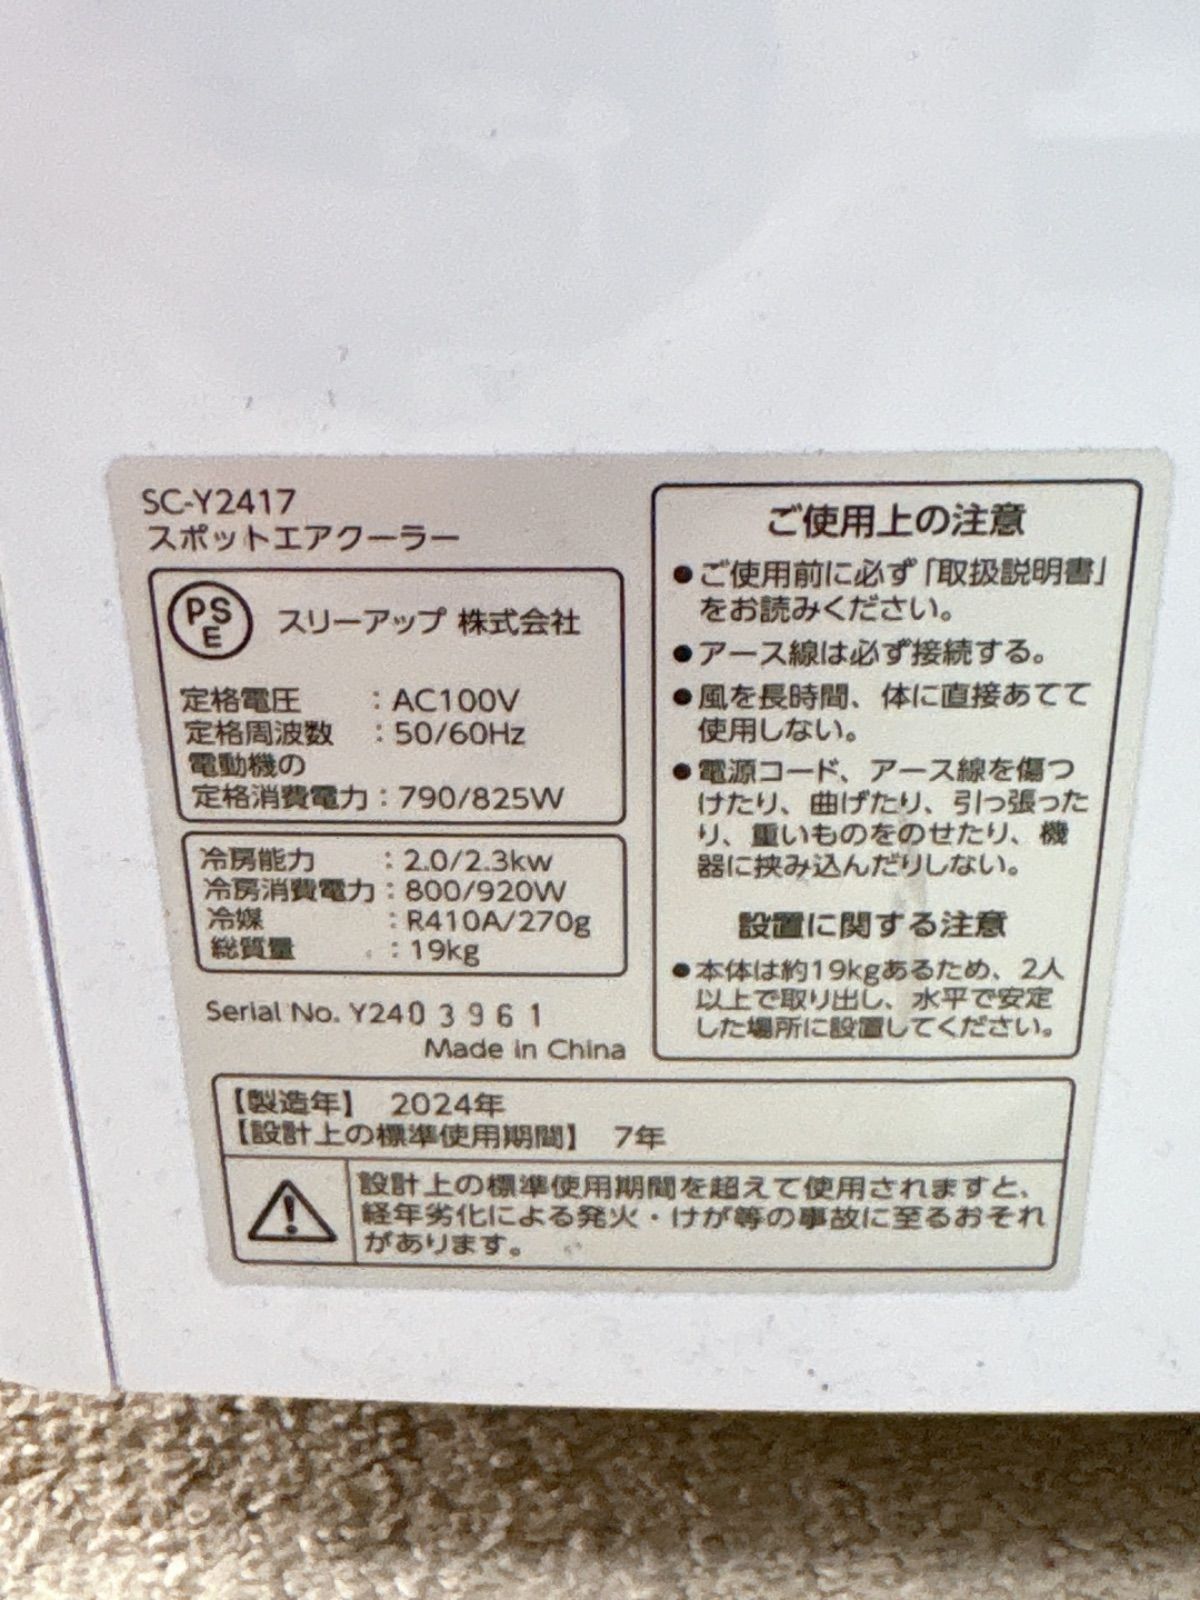 SC-Y2417
スポットエアクーラー
PSE スリーアップ 株式会社
定格電圧 : AC100V
定格周波数 : 50/60Hz
電動機の
定格消費電力 : 790/825W
冷房能力 : 2.0/2.3kw
冷房消費電力 : 800/920W
冷媒 : R410A/270g
総質量 : 19kg
Serial No. Y2403961
Made in China
ご使用上の注意
●ご使用前に必ず「取扱説明書」
をお読みください。
●アース線は必ず接続する。
●風を長時間、体に直接あてて
使用しない。
●電源コード、アース線を傷つ
けたり、曲げたり、引っ張った
り、重いものをのせたり、機
器に挟み込んだりしない。
設置に関する注意
●本体は約19kgあるため、2人
以上で取り出し、水平で安定
した場所に設置してください。
【製造年】 2024年
【設計上の標準使用期間】 7年
設計上の標準使用期間を超えて使用されますと、
経年劣化による発火・けが等の事故に至るおそれ
があります。